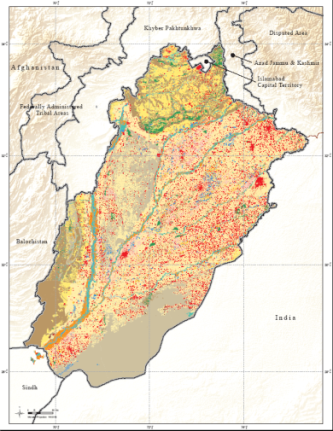 Khyber Pakhtunkhwa
Disputed Area
Afghanistan
Azad Jammu & Kashmir
Islamabad
Capital Territory
Federally Administered
Tribal Areas
Balochistan
India
Sindh